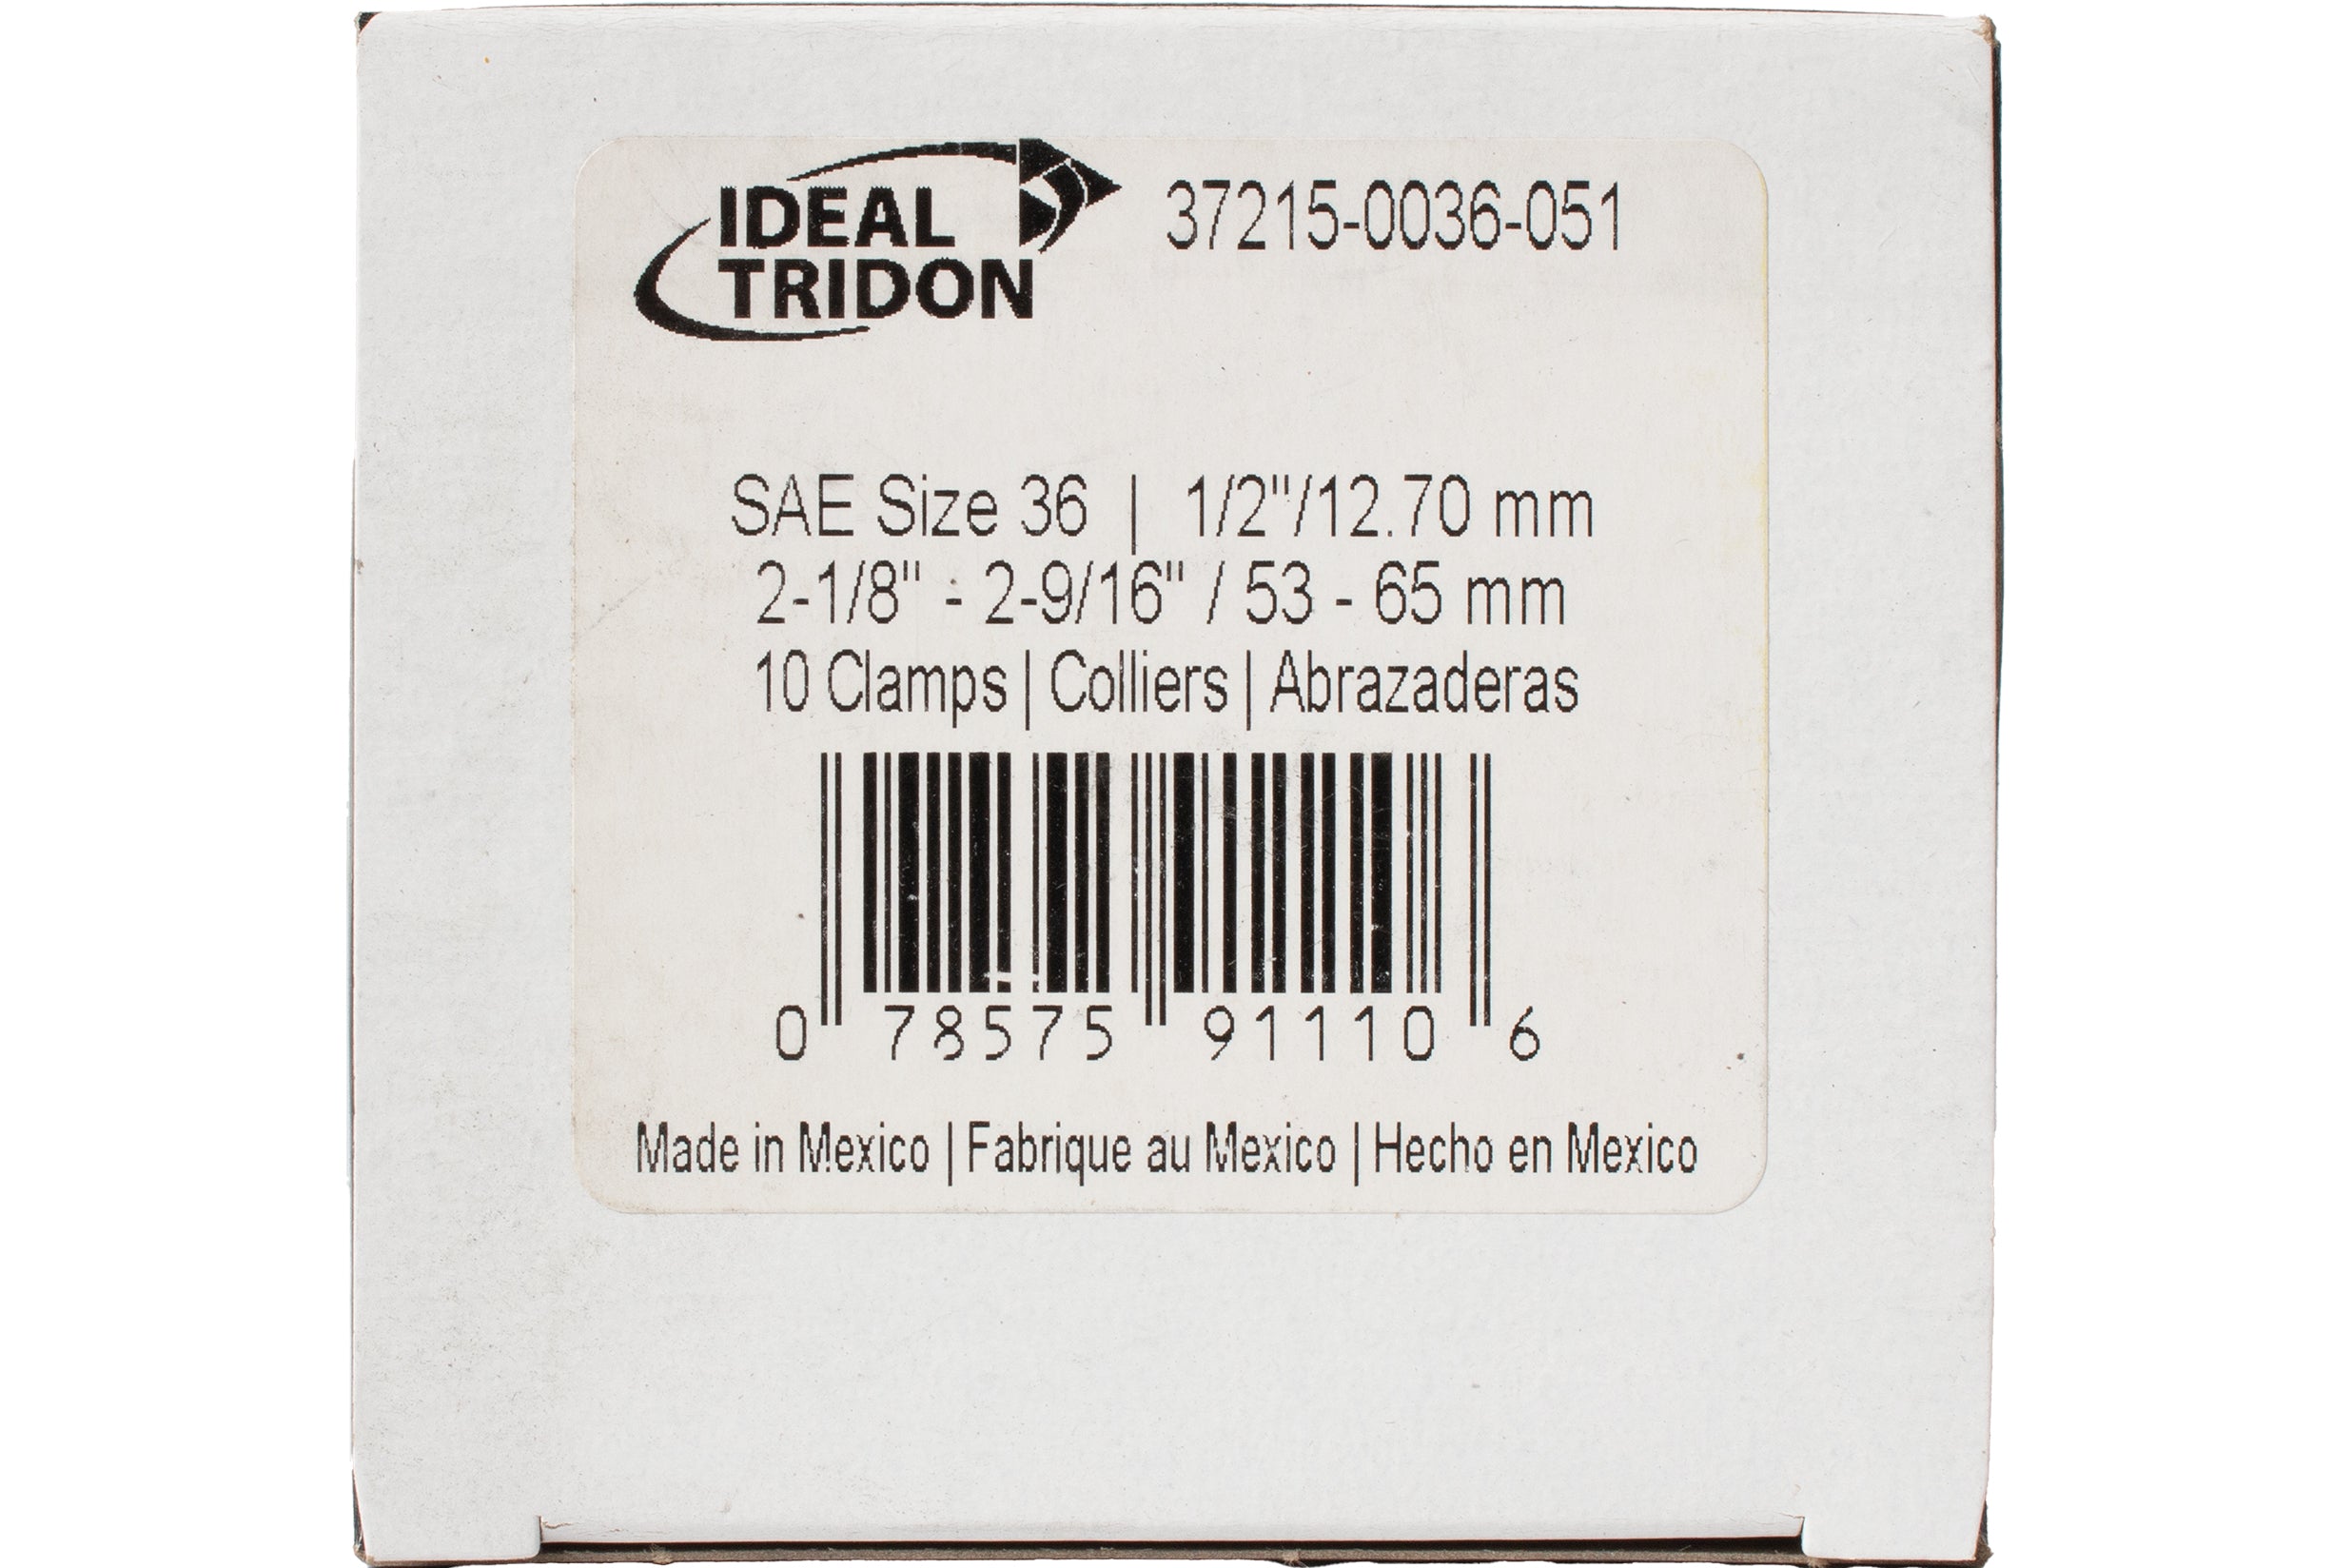 IDEAL
TRIDON
37215-0036-051
SAE Size 36 | 1/2"/12.70 mm
2-1/8" - 2-9/16" / 53 - 65 mm
10 Clamps | Colliers | Abrazaderas
0 78575 91110 6
Made in Mexico | Fabrique au Mexico | Hecho en Mexico